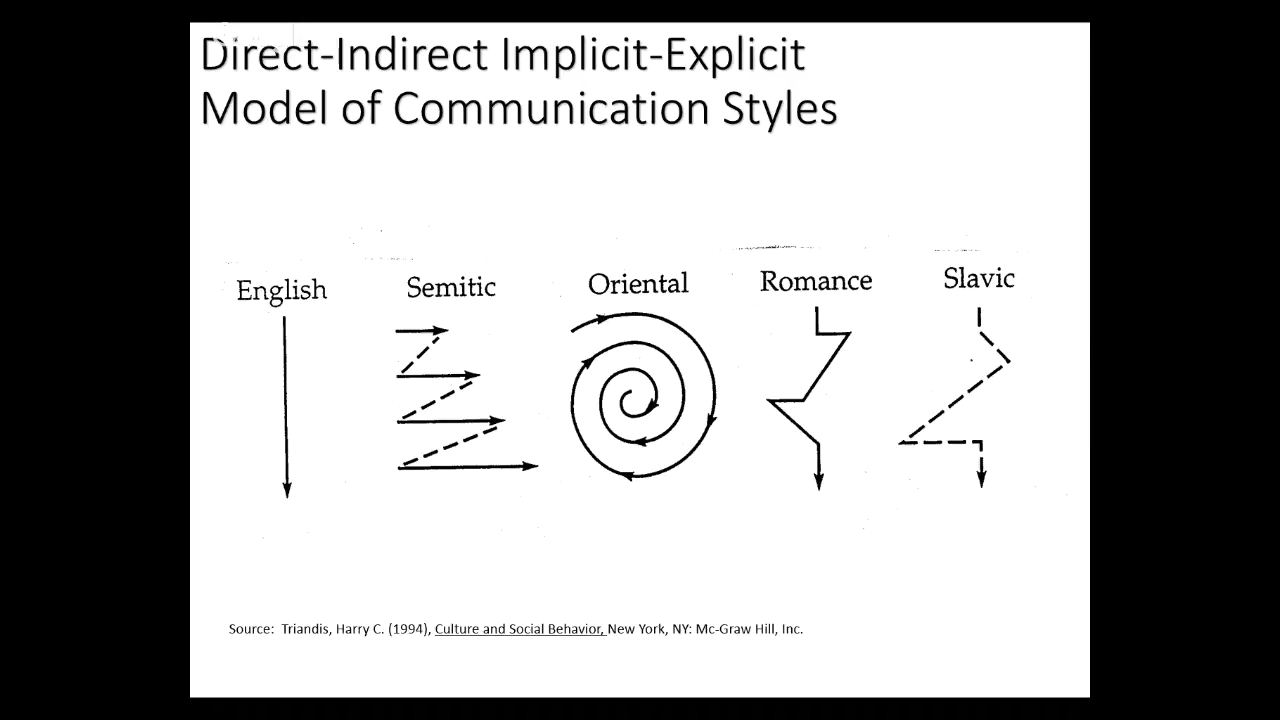 Direct-Indirect Implicit-Explicit
Model of Communication Styles
English
Semitic
Oriental
Romance
Slavic
Source: Triandis, Harry C. (1994), Culture and Social Behavior, New York, NY: Mc-Graw Hill, Inc.